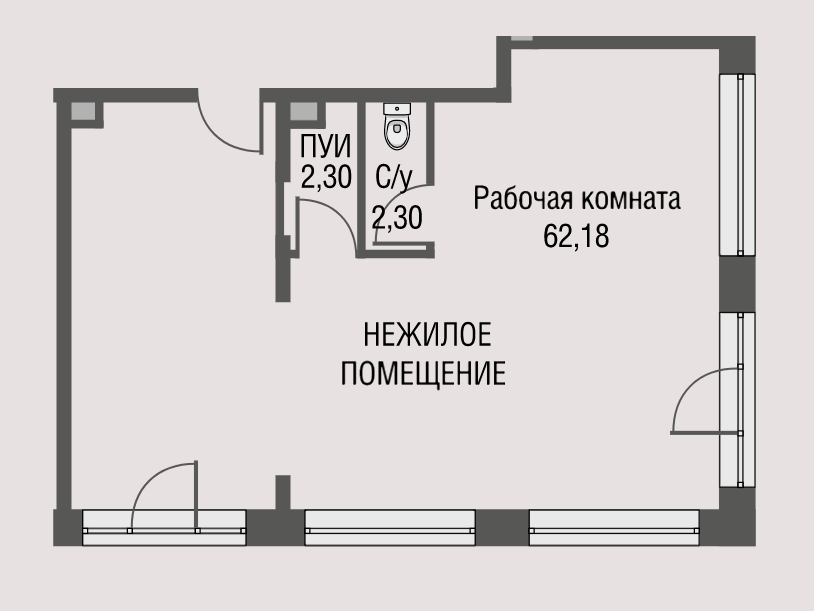 ПУИ
2,30
С/у
2,30
Рабочая комната
62,18
НЕЖИЛОЕ
ПОМЕЩЕНИЕ